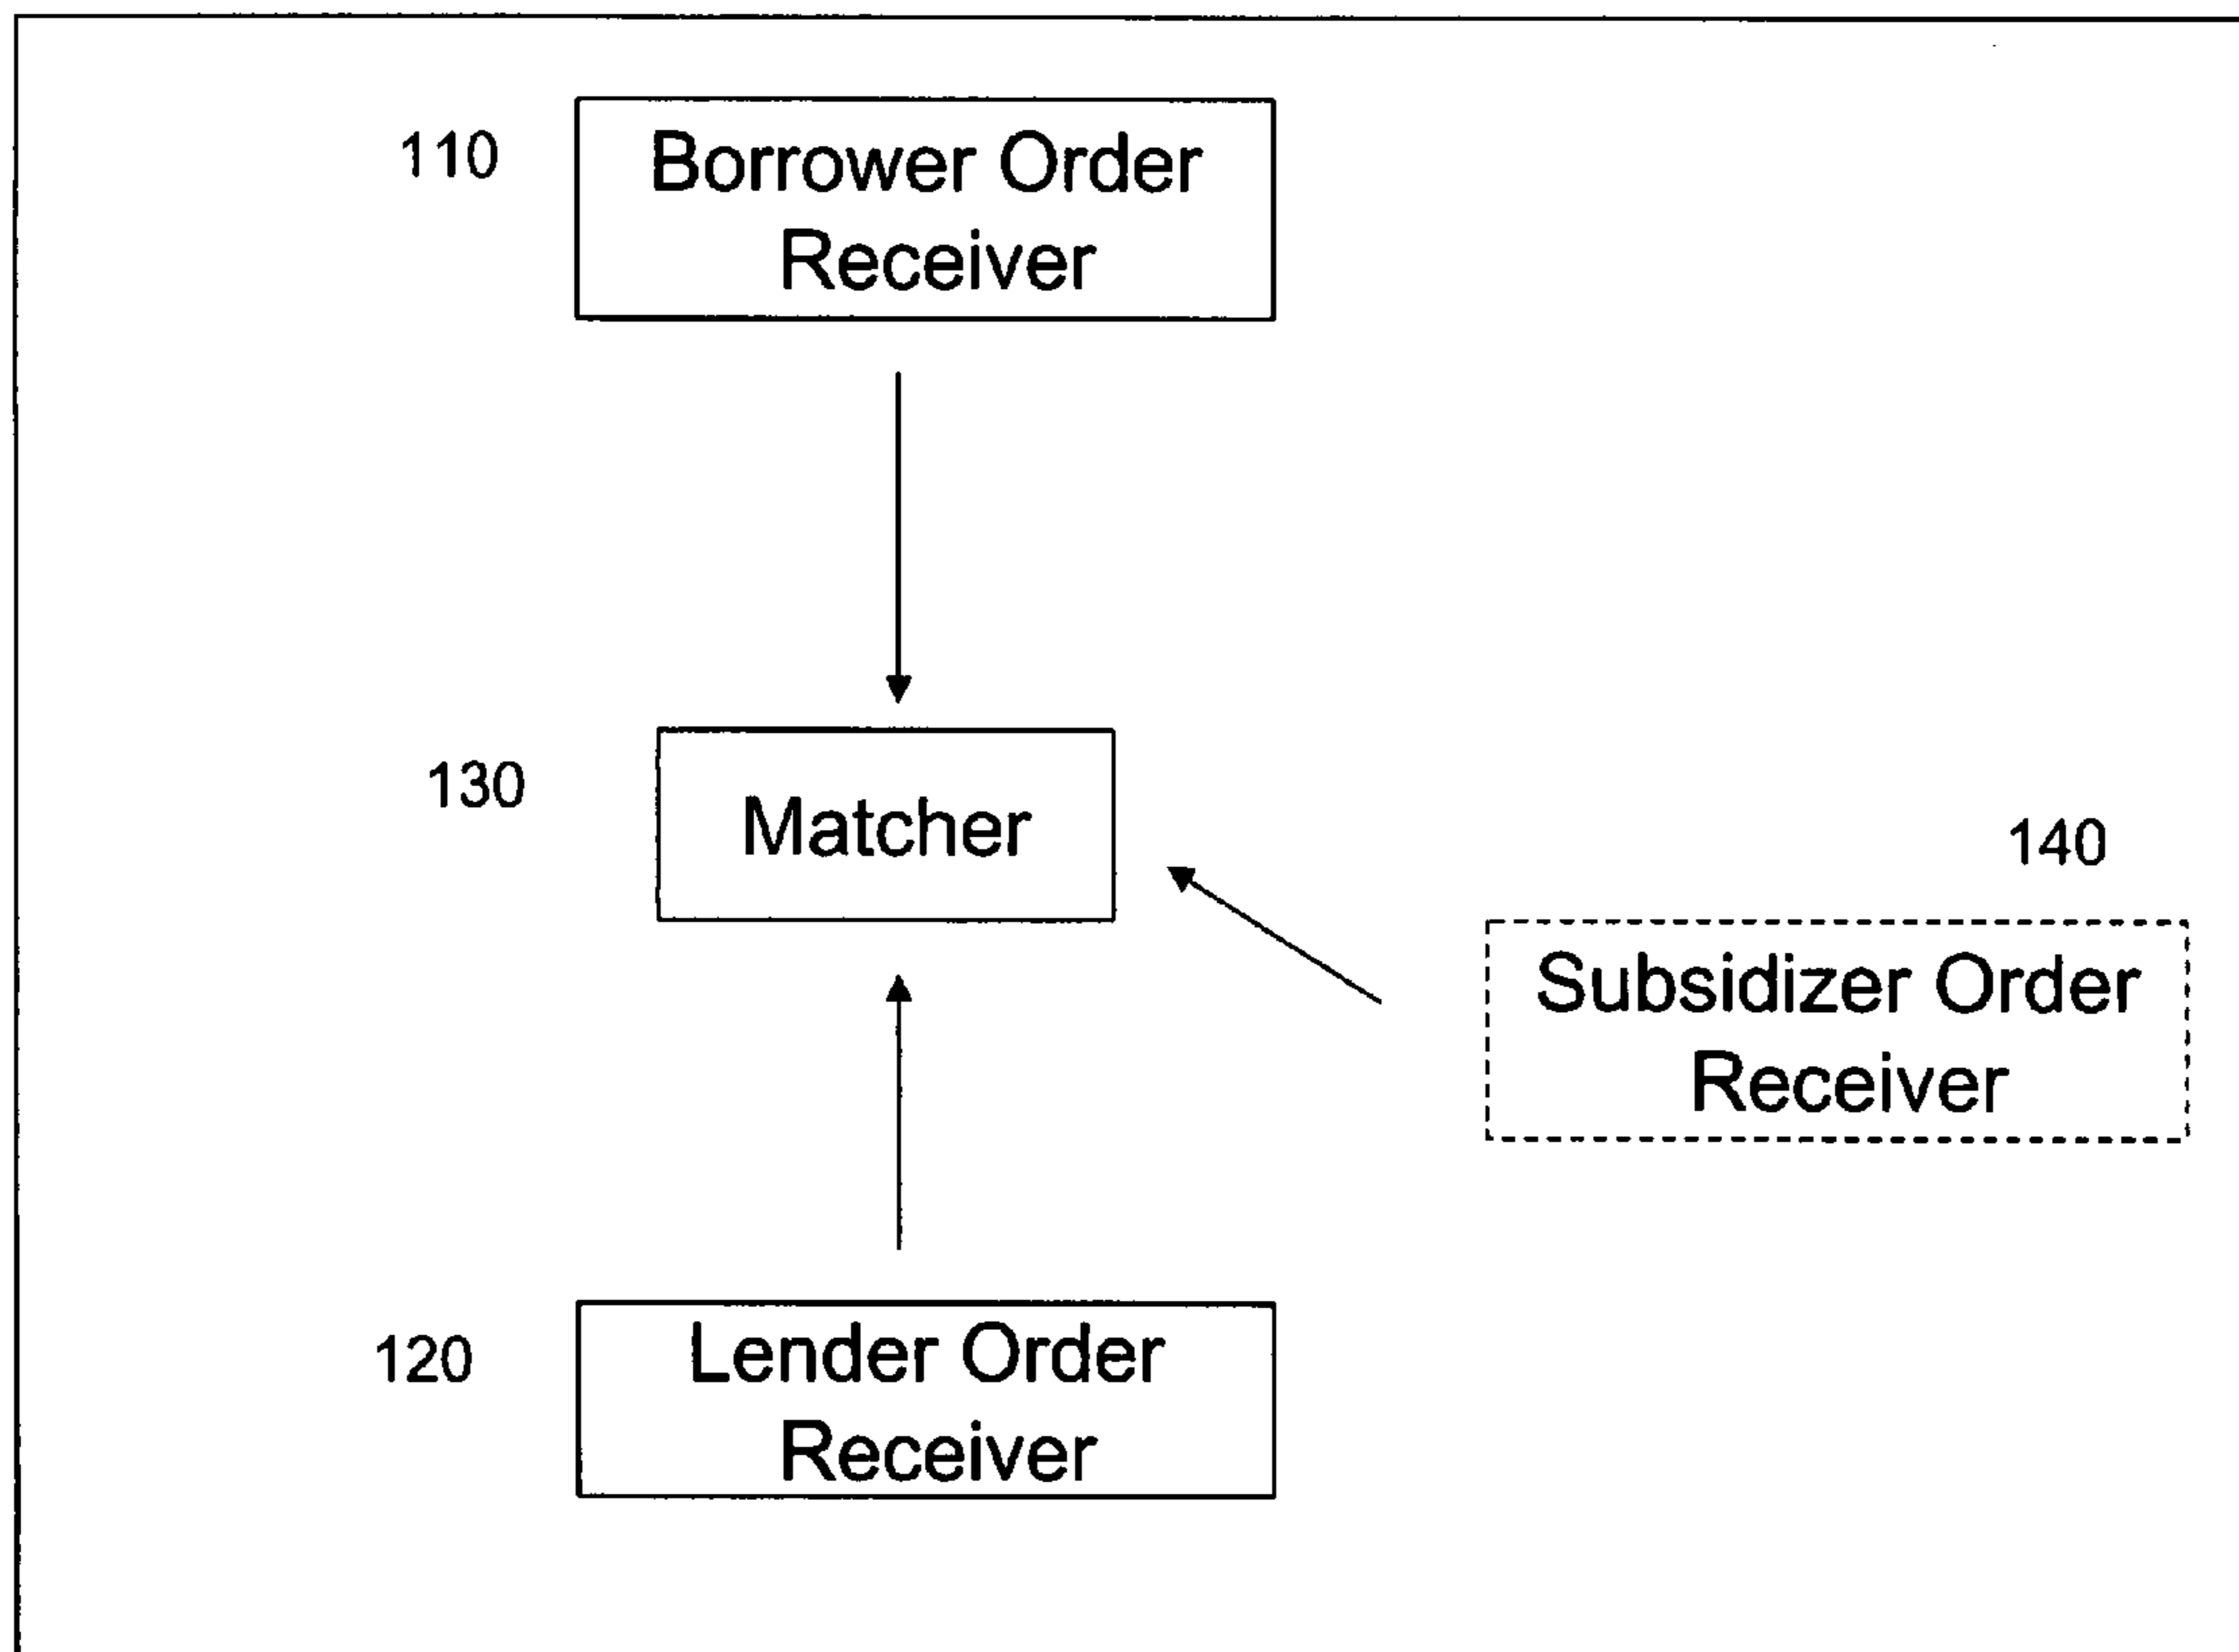 110
Borrower Order
Receiver
130
Matcher
140
Subsidizer Order
Receiver
120
Lender Order
Receiver